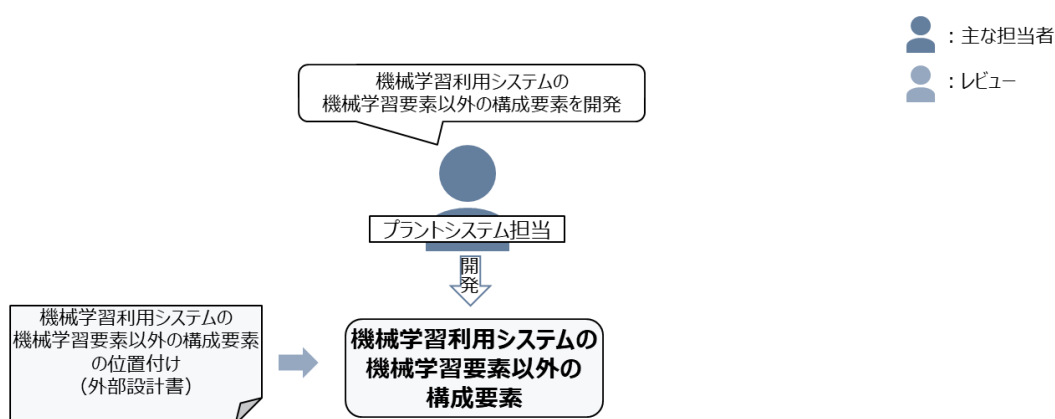 ：主な担当者
：レビュー
機械学習利用システムの
機械学習要素以外の構成要素を開発
プラントシステム担当
開
発
機械学習利用システムの
機械学習要素以外の構成要素
の位置付け
（外部設計書）
機械学習利用システムの
機械学習要素以外の
構成要素